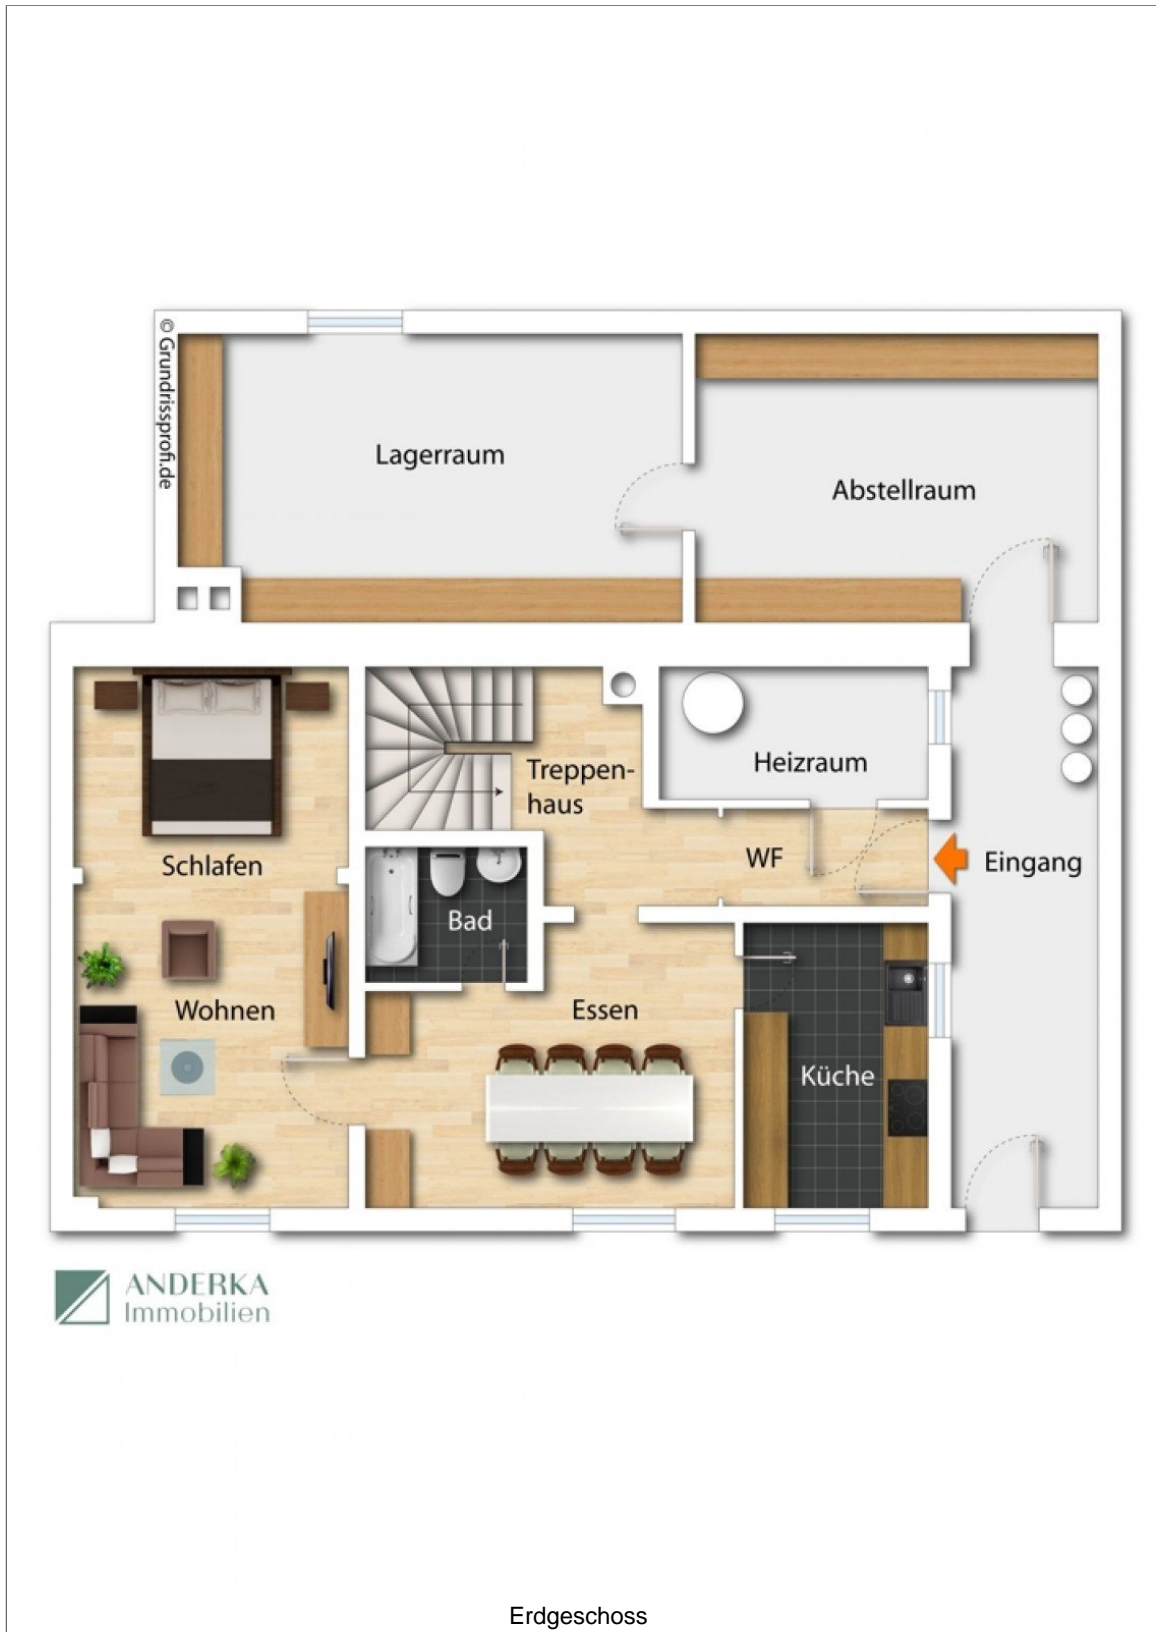 © Grundrissprofi.de
Lagerraum
Abstellraum
Treppen-
haus
Heizraum
Schlafen
WF
Eingang
Bad
Wohnen
Essen
Küche
ANDERKA
Immobilien
Erdgeschoss